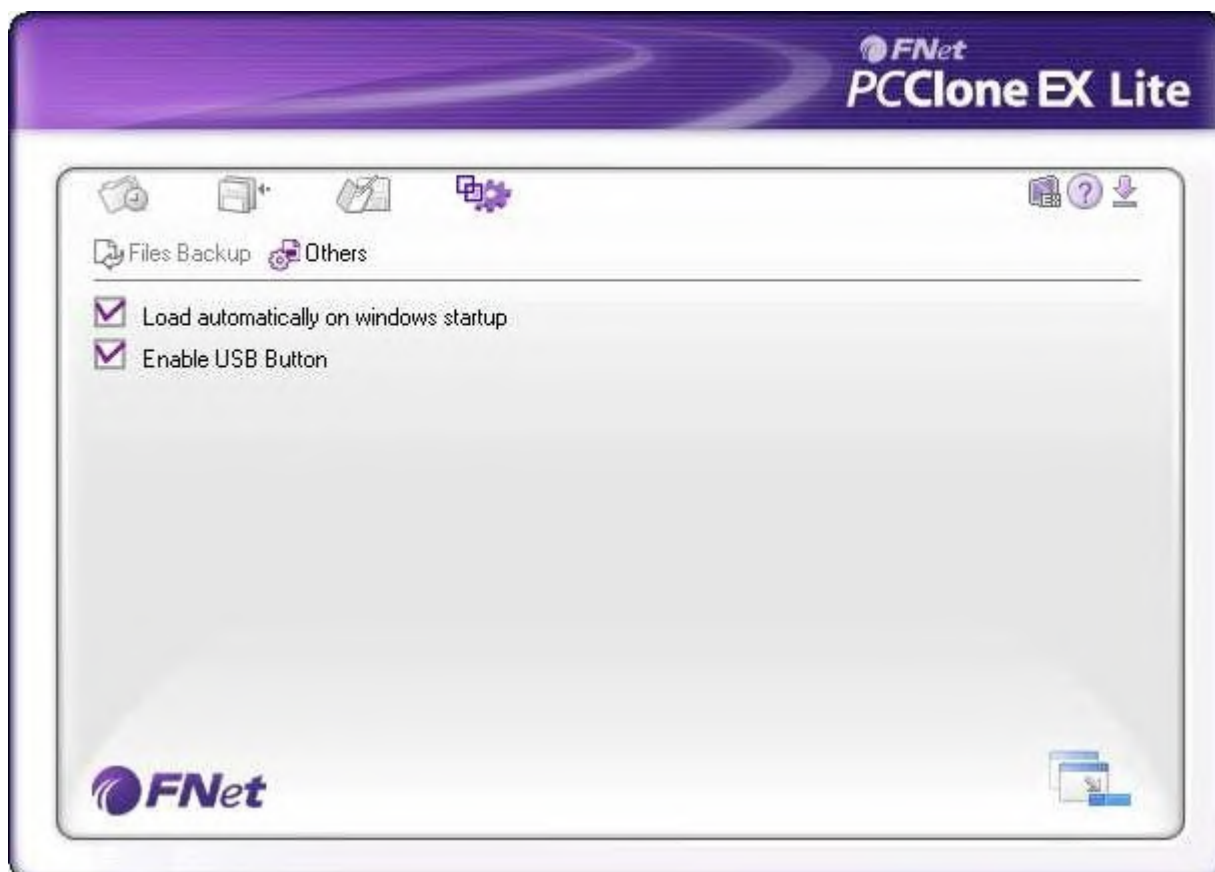 FNet
PCClone EX Lite
Files Backup Others
Load automatically on windows startup
Enable USB Button
FNet